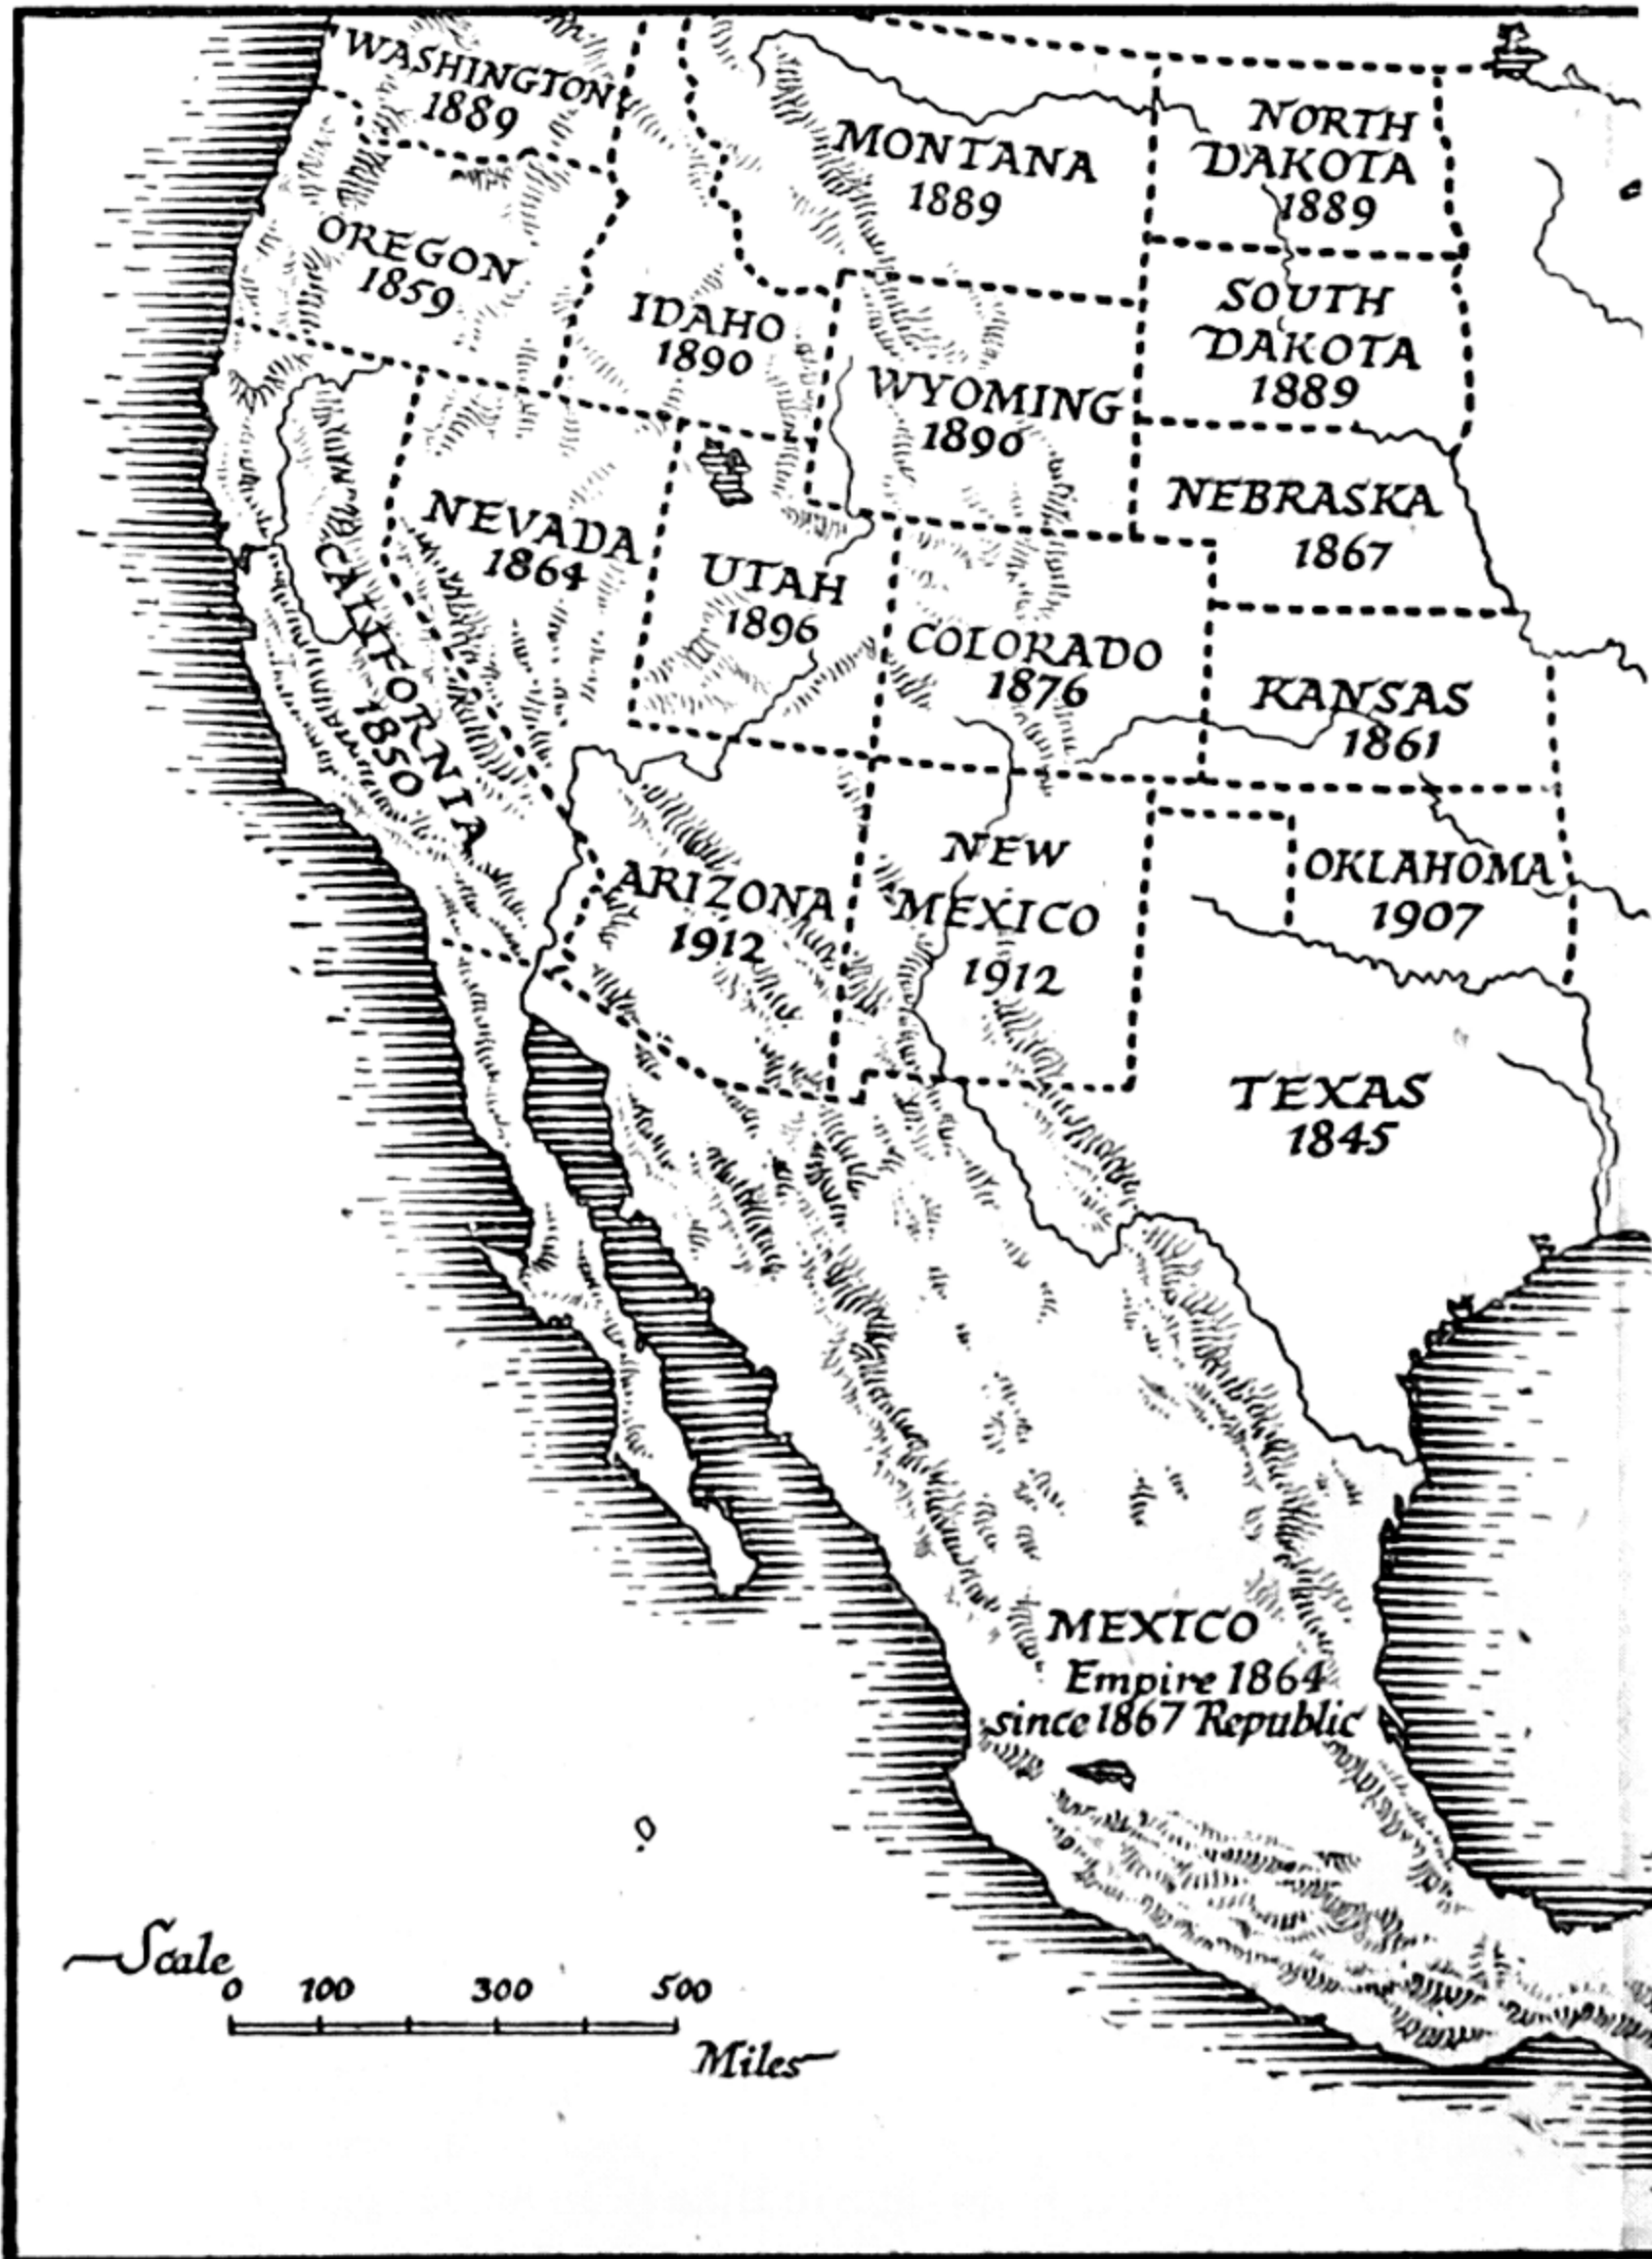 WASHINGTON
1889
MONTANA
1889
NORTH
DAKOTA
1889
OREGON
1859
IDAHO
1890
SOUTH
DAKOTA
1889
WYOMING
1890
NEBRASKA
1867
NEVADA
1864
UTAH
1896
CALIFORNIA
1850
COLORADO
1876
KANSAS
1861
ARIZONA
1912
NEW
MEXICO
1912
OKLAHOMA
1907
TEXAS
1845
MEXICO
Empire 1864
since 1867 Republic
Scale
0 100 300 500
Miles